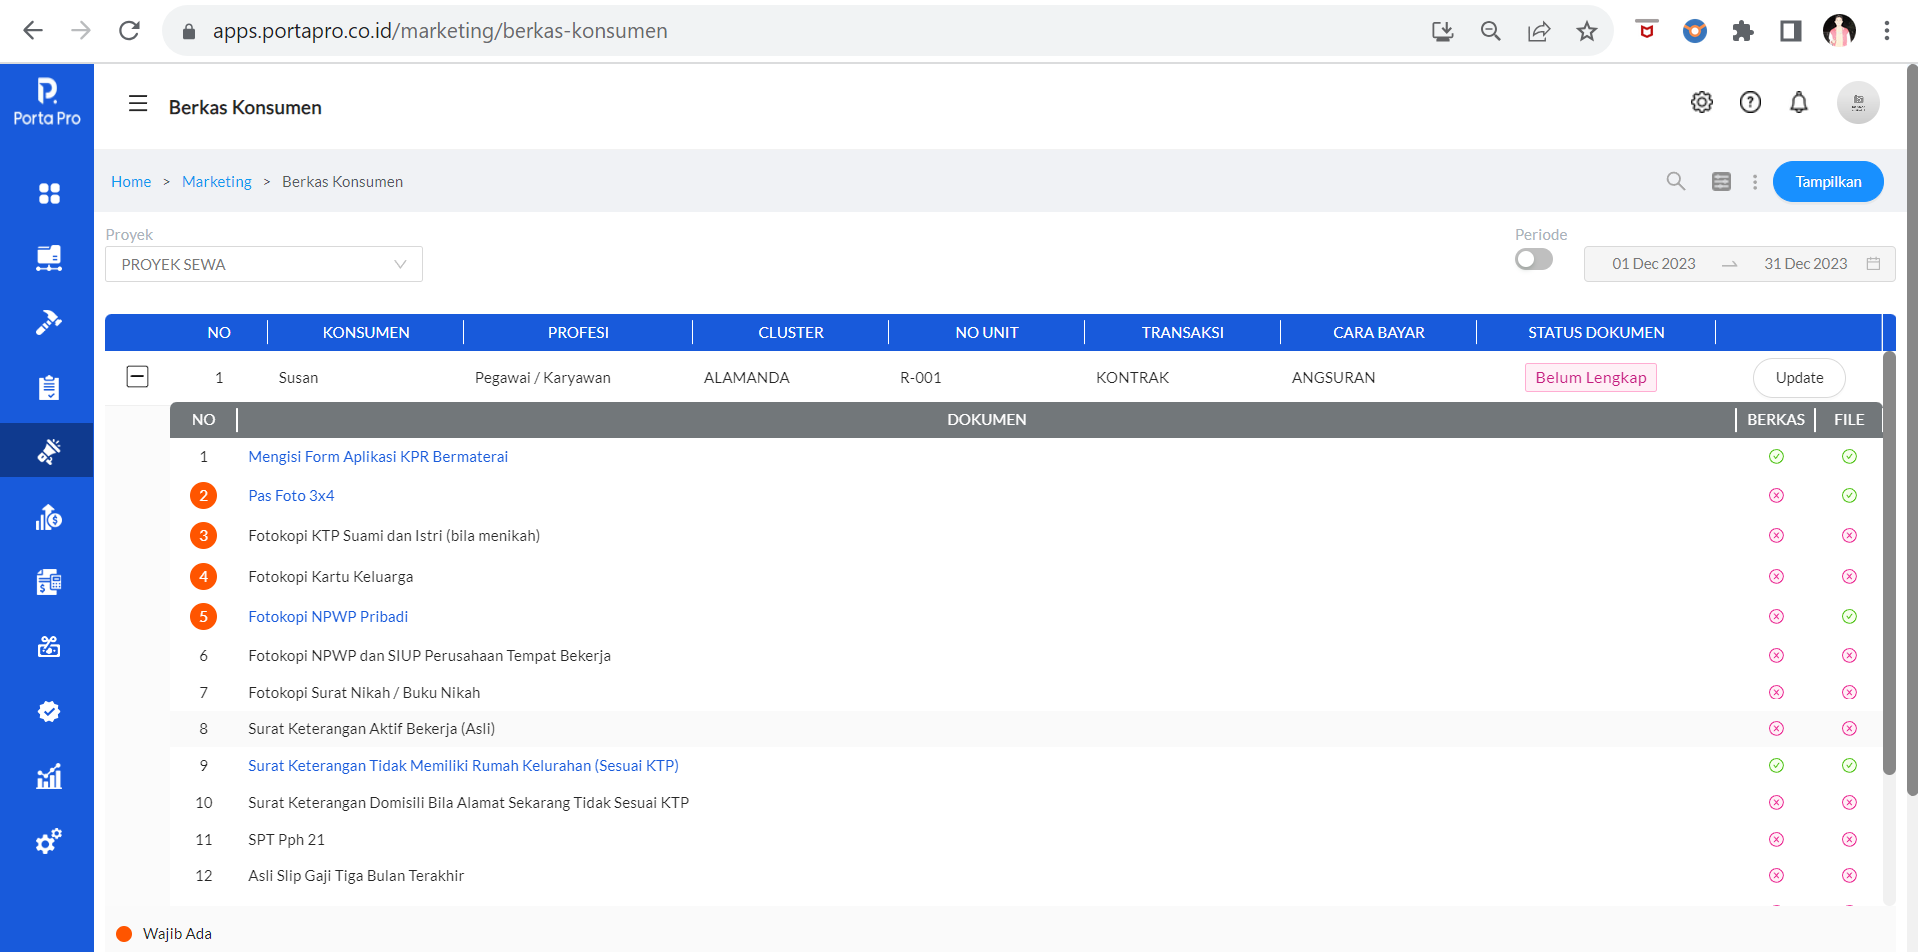 apps.portapro.co.id/marketing/berkas-konsumen
Porta Pro
Berkas Konsumen
Home > Marketing > Berkas Konsumen
Tampilkan
Proyek
Periode
PROYEK SEWA
01 Dec 2023 → 31 Dec 2023
NO KONSUMEN PROFESI CLUSTER NO UNIT TRANSAKSI CARA BAYAR STATUS DOKUMEN
1 Susan Pegawai / Karyawan ALAMANDA R-001 KONTRAK ANGSURAN Belum Lengkap Update
NO DOKUMEN BERKAS FILE
1 Mengisi Form Aplikasi KPR Bermaterai
2 Pas Foto 3x4
3 Fotokopi KTP Suami dan Istri (bila menikah)
4 Fotokopi Kartu Keluarga
5 Fotokopi NPWP Pribadi
6 Fotokopi NPWP dan SIUP Perusahaan Tempat Bekerja
7 Fotokopi Surat Nikah / Buku Nikah
8 Surat Keterangan Aktif Bekerja (Asli)
9 Surat Keterangan Tidak Memiliki Rumah Kelurahan (Sesuai KTP)
10 Surat Keterangan Domisili Bila Alamat Sekarang Tidak Sesuai KTP
11 SPT Pph 21
12 Asli Slip Gaji Tiga Bulan Terakhir
Wajib Ada